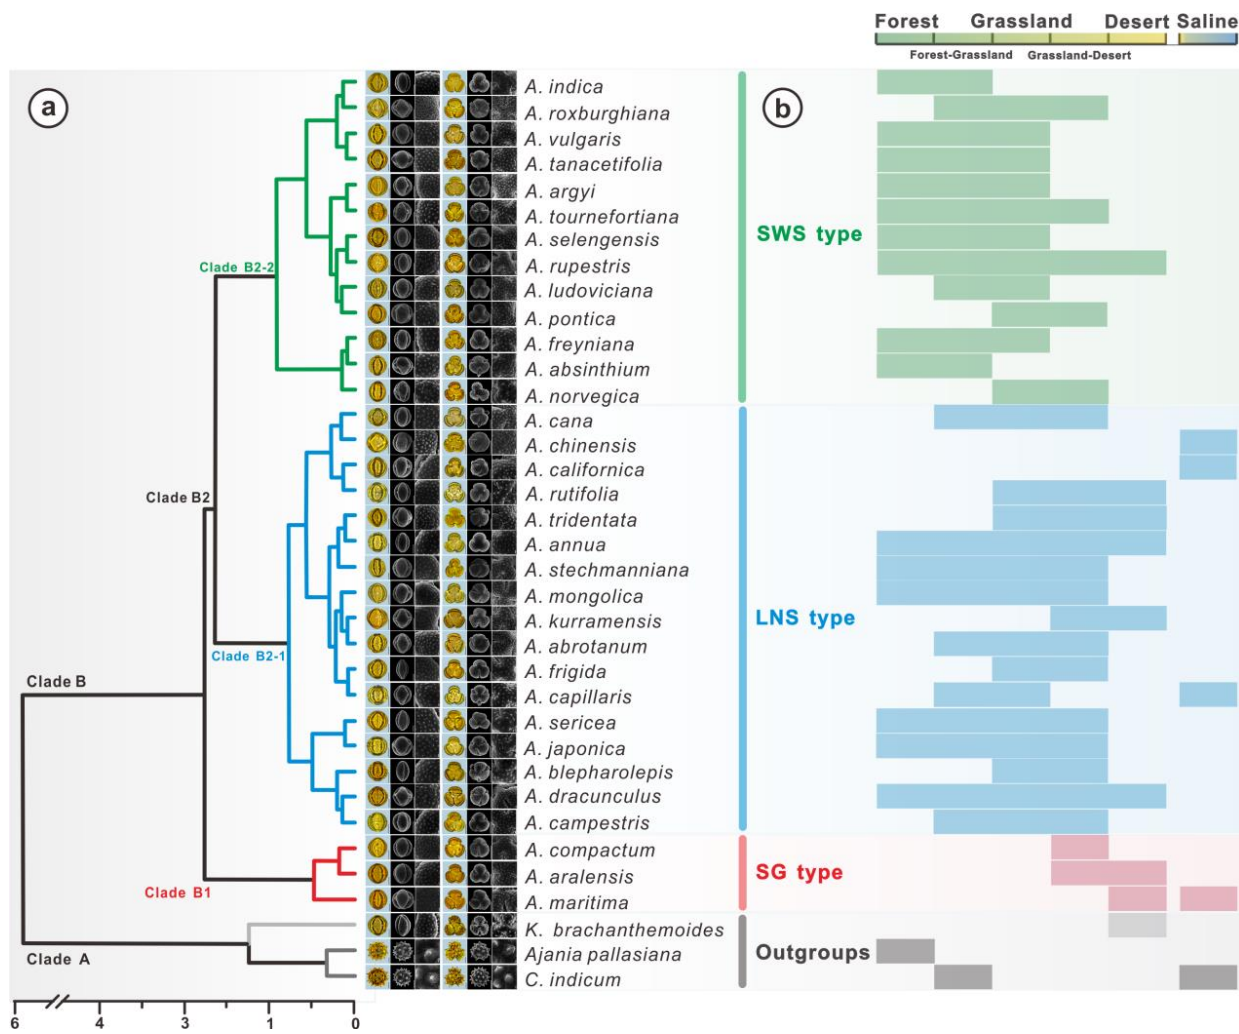 Forest Grassland Desert Saline
Forest-Grassland Grassland-Desert
a
b
A. indica
A. roxburghiana
A. vulgaris
A. tanacetifolia
A. argyi
A. tournefortiana
A. selengensis
A. rupestris
A. ludoviciana
A. pontica
A. freyniana
A. absinthium
A. norvegica
A. cana
A. chinensis
A. californica
A. rutifolia
A. tridentata
A. annua
A. stechmanniana
A. mongolica
A. kurramensis
A. abrotanum
A. frigida
A. capillaris
A. sericea
A. japonica
A. blepharolepis
A. dracunculus
A. campestris
A. compactum
A. aralensis
A. maritima
K. brachanthemoides
Ajania pallasiana
C. indicum
Clade B2-2
Clade B2
Clade B2-1
Clade B
Clade B1
Clade A
SWS type
LNS type
SG type
Outgroups
6 4 3 2 1 0